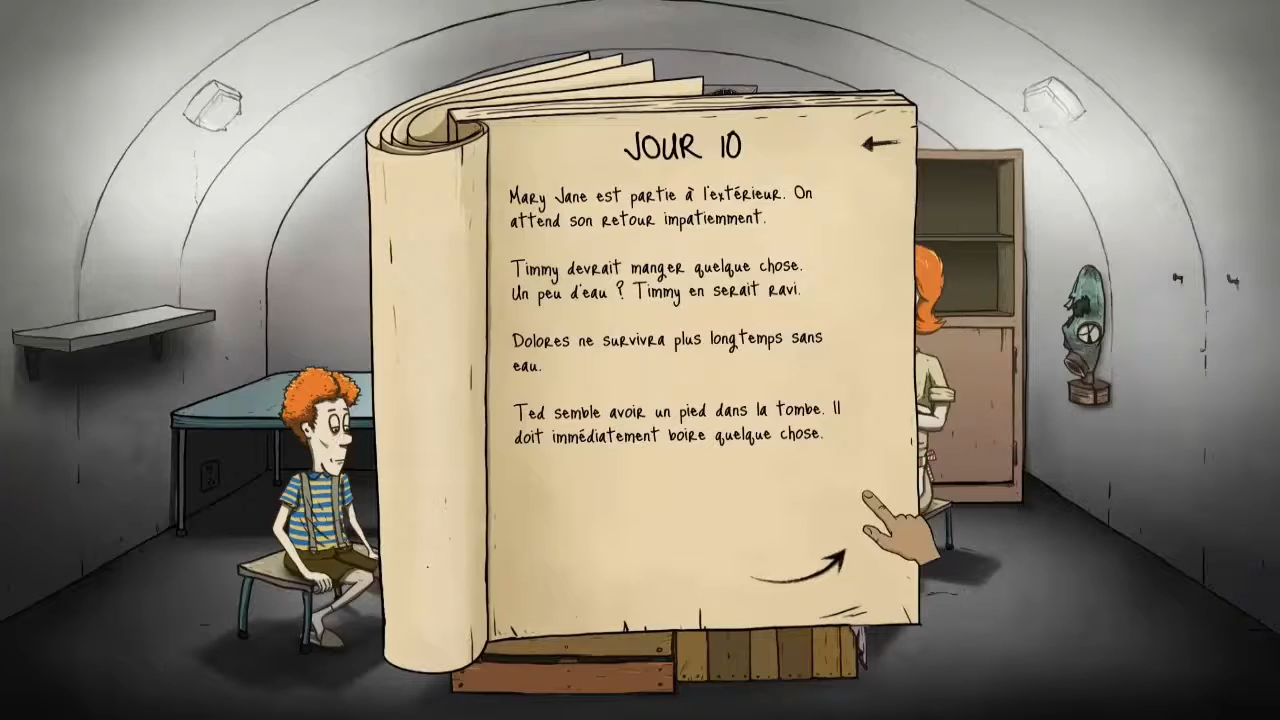 JOUR 10
Mary Jane est partie à l'extérieur. On
attend son retour impatiemment.
Timmy devrait manger quelque chose.
Un peu d'eau ? Timmy en serait ravi.
Dolores ne survivra plus longtemps sans
eau.
Ted semble avoir un pied dans la tombe. Il
doit immédiatement boire quelque chose.